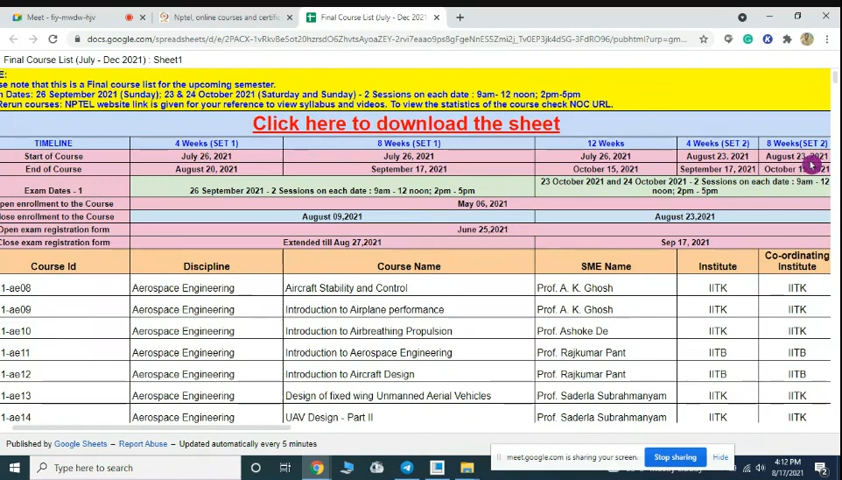 Meet - fiy-mwdw-hjv
Nptel, online courses and certific
Final Course List (July - Dec 2021)
docs.google.com/spreadsheets/d/e/2PACX-1vRkv8e5ot20hzrsdO6ZhvtsAyoaZEY-2rvi7eaao9ps8gFgeNnES5Zmi2j_Tv0EP3jk4dSG-3FdRO96/pubhtml?urp=gm...
Final Course List (July - Dec 2021) : Sheet1
E:
se note that this is a Final course list for the upcoming semester.
n Dates: 26 September 2021 (Sunday); 23 & 24 October 2021 (Saturday and Sunday) - 2 Sessions on each date : 9am- 12 noon; 2pm-5pm
Rerun courses: NPTEL website link is given for your reference to view syllabus and videos. To view the statistics of the course check NOC URL.
Click here to download the sheet
TIMELINE 4 Weeks (SET 1) 8 Weeks (SET 1) 12 Weeks 4 Weeks (SET 2) 8 Weeks(SET 2)
Start of Course July 26, 2021 July 26, 2021 July 26, 2021 August 23, 2021 August 23, 2021
End of Course August 20, 2021 September 17, 2021 October 15, 2021 September 17, 2021 October 15, 2021
Exam Dates - 1 26 September 2021 - 2 Sessions on each date : 9am - 12 noon; 2pm - 5pm 23 October 2021 and 24 October 2021 - 2 Sessions on each date : 9am - 12 noon; 2pm - 5pm
pen enrollment to the Course May 06, 2021
lose enrollment to the Course August 09,2021 August 23,2021
Open exam registration form June 25,2021
Close exam registration form Extended till Aug 27,2021 Sep 17, 2021
Course Id Discipline Course Name SME Name Institute Co-ordinating Institute
1-ae08 Aerospace Engineering Aircraft Stability and Control Prof. A. K. Ghosh IITK IITK
1-ae09 Aerospace Engineering Introduction to Airplane performance Prof. A. K. Ghosh IITK IITK
1-ae10 Aerospace Engineering Introduction to Airbreathing Propulsion Prof. Ashoke De IITK IITK
1-ae11 Aerospace Engineering Introduction to Aerospace Engineering Prof. Rajkumar Pant IITB IITB
1-ae12 Aerospace Engineering Introduction to Aircraft Design Prof. Rajkumar Pant IITB IITB
1-ae13 Aerospace Engineering Design of fixed wing Unmanned Aerial Vehicles Prof. Saderla Subrahmanyam IITK IITK
1-ae14 Aerospace Engineering UAV Design - Part II Prof. Saderla Subrahmanyam IITK IITK
Published by Google Sheets – Report Abuse – Updated automatically every 5 minutes
meet.google.com is sharing your screen. Stop sharing Hide
Type here to search
4:12 PM
8/17/2021
2